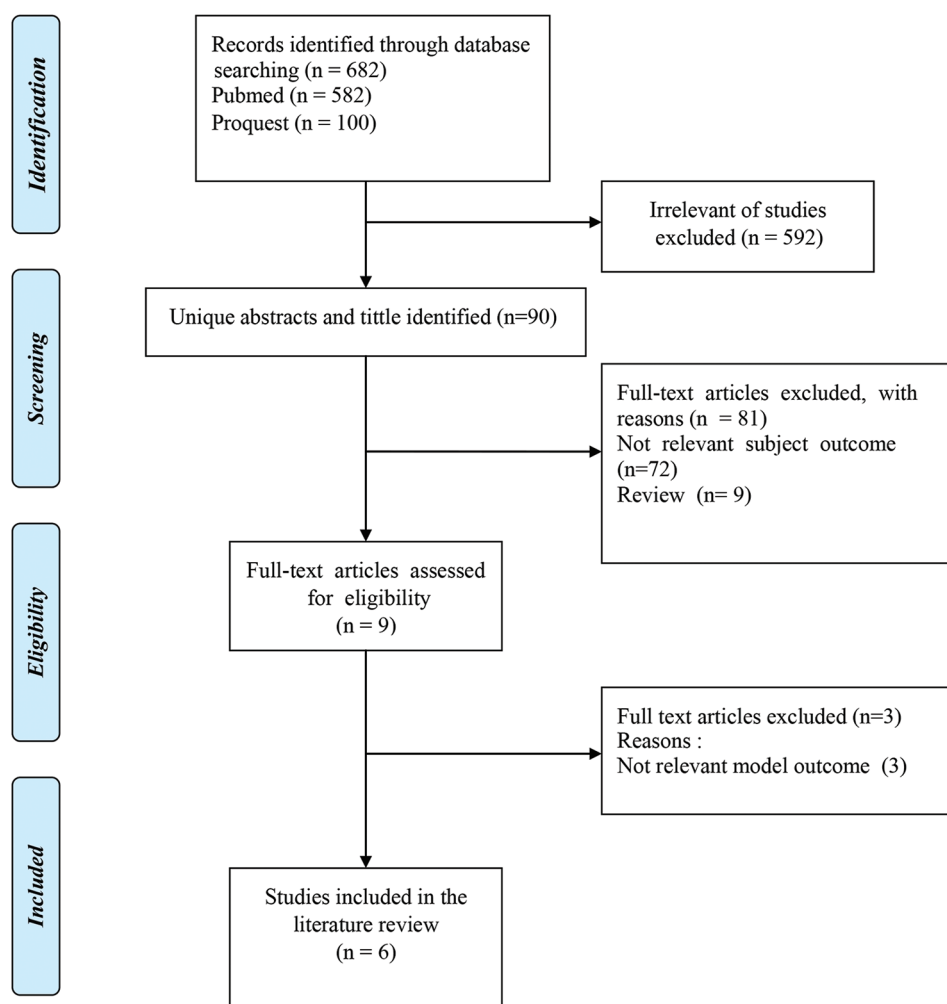 Identification
Records identified through database
searching (n = 682)
Pubmed (n = 582)
Proquest (n = 100)
Irrelevant of studies
excluded (n = 592)
Screening
Unique abstracts and tittle identified (n=90)
Full-text articles excluded, with
reasons (n = 81)
Not relevant subject outcome
(n=72)
Review (n= 9)
Eligibility
Full-text articles assessed
for eligibility
(n = 9)
Full text articles excluded (n=3)
Reasons :
Not relevant model outcome (3)
Included
Studies included in the
literature review
(n = 6)